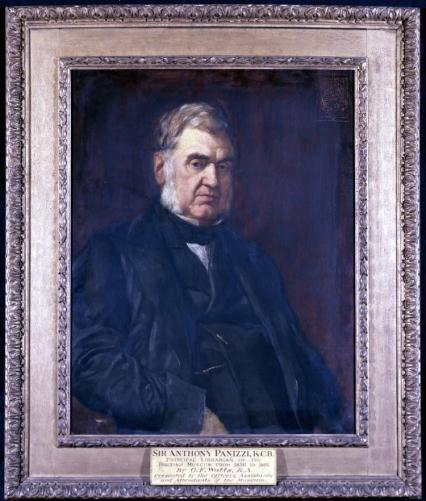 SIR ANTHONY PANIZZI, K.C.B.
PRINCIPAL LIBRARIAN OF THE
BRITISH MUSEUM FROM 1856 TO 1866
By G. F. Watts, R.A.
presented by the Officers, Assistants
and Attendants of the Museum.